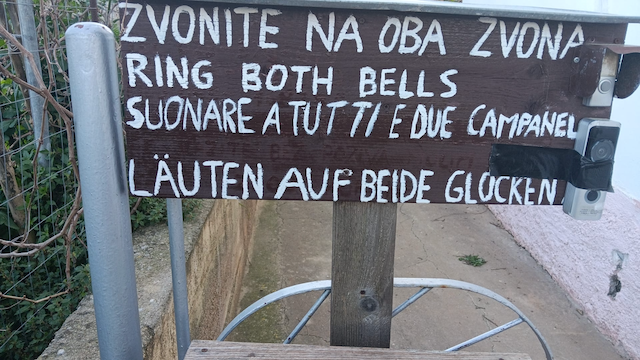 ZVONITE NA OBA ZVONA
RING BOTH BELLS
SUONARE A TUTTI E DUE CAMPANEL
LÄUTEN AUF BEIDE GLOCKEN